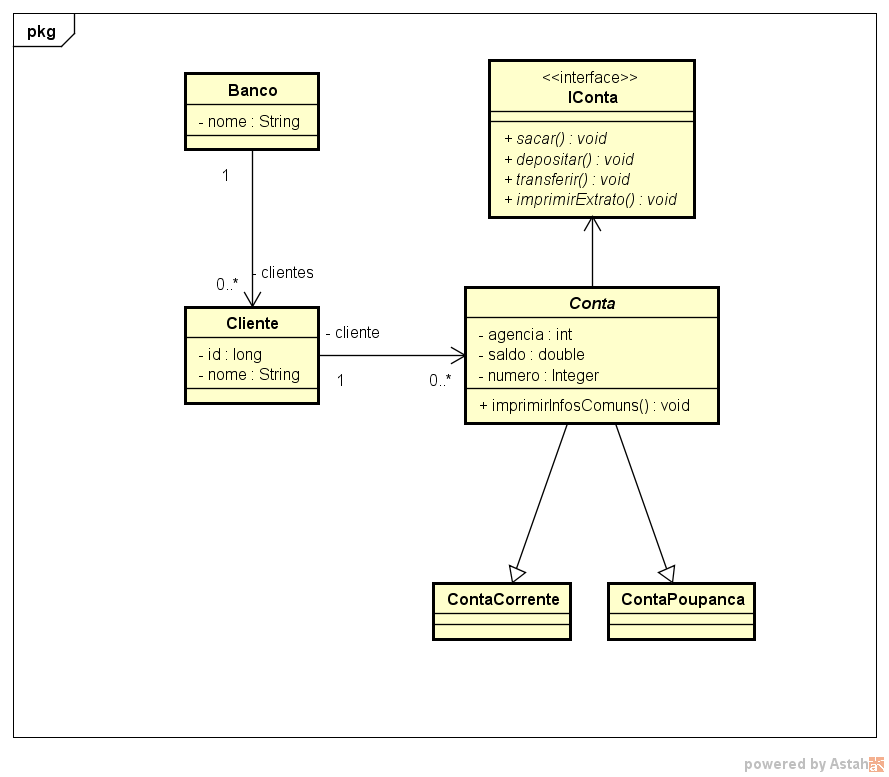 pkg
Banco
- nome : String
1
0..*
- clientes
Cliente
- id : long
- nome : String
- cliente
1
0..*
<<interface>>
IConta
+ sacar() : void
+ depositar() : void
+ transferir() : void
+ imprimirExtrato() : void
Conta
- agencia : int
- saldo : double
- numero : Integer
+ imprimirInfosComuns() : void
ContaCorrente
ContaPoupanca
powered by Astah